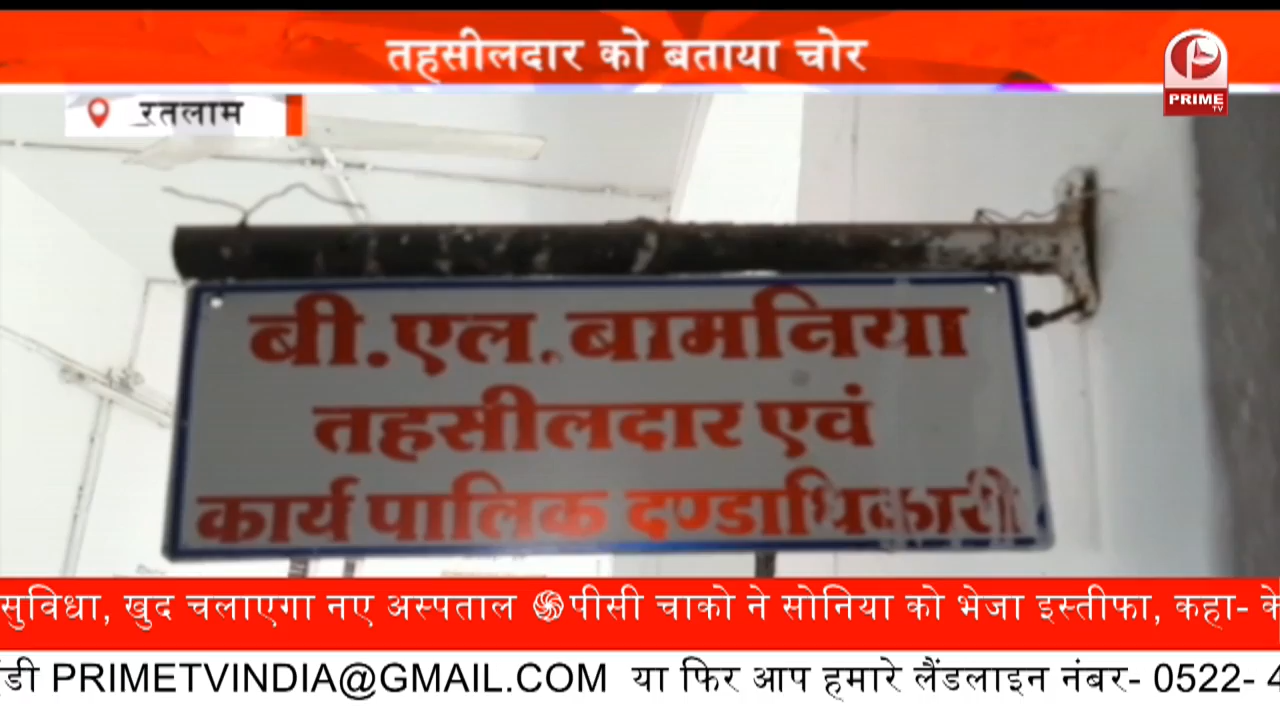 तहसीलदार को बताया चोर
PRIME
TV
रतलाम
बी.एल. बामनिया
तहसीलदार एवं
कार्य पालिक दण्डाधिकारी
सुविधा, खुद चलाएगा नए अस्पताल पीसी चाको ने सोनिया को भेजा इस्तीफा, कहा- के
PRIMETVINDIA@GMAIL.COM या फिर आप हमारे लैंडलाइन नंबर- 0522- 4